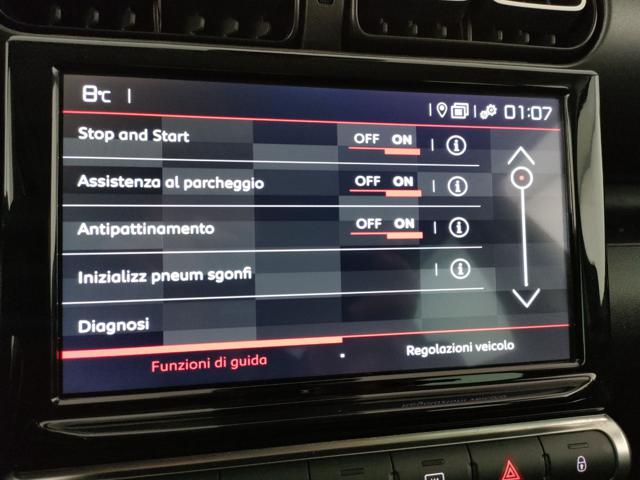 8°C
01:07
Stop and Start OFF ON
Assistenza al parcheggio OFF ON
Antipattinamento OFF ON
Inizializz pneum sgonfi
Diagnosi
Funzioni di guida Regolazioni veicolo